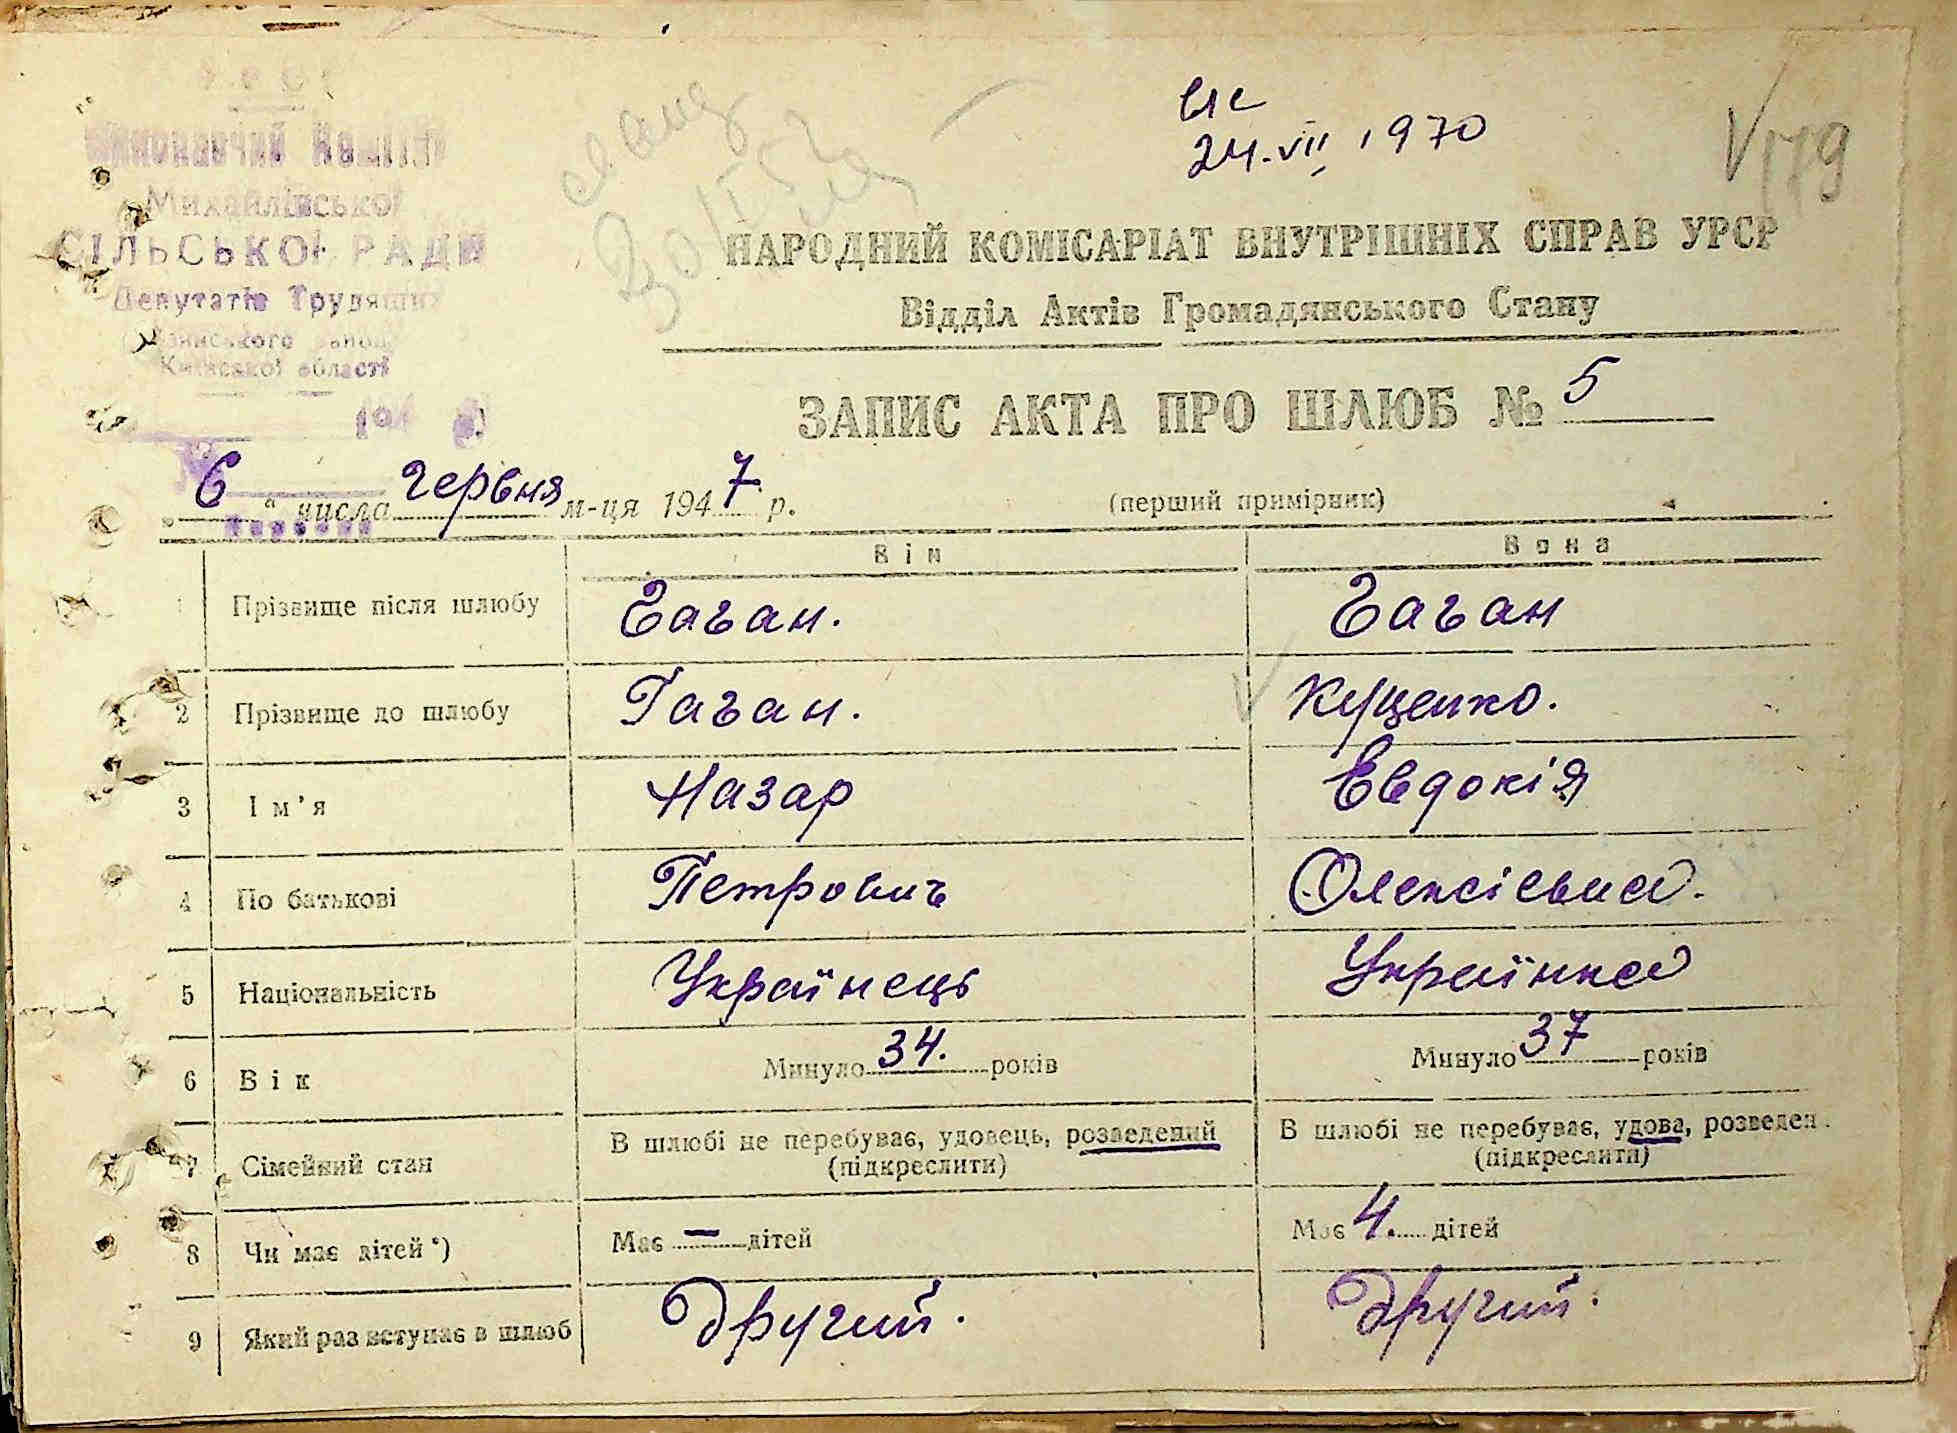 Виконавчий Комітет
Михайлівської
СІЛЬСЬКОЇ РАДИ
Депутатів Трудящих
Київської області
24.VII 1970
179
НАРОДНИЙ КОМІСАРІАТ ВНУТРІШНІХ СПРАВ УРСР
Відділ Актів Громадянського Стану
ЗАПИС АКТА ПРО ШЛЮБ № 5
„6“ числа червня м-ця 1947 р. (перший примірник)
Він Вона
1 Прізвище після шлюбу Гаган. Гаган
2 Прізвище до шлюбу Гаган. Куценко.
3 Ім'я Назар Евдокія
4 По батькові Петрович Олексієвна.
5 Національність Українець Українка
6 Вік Минуло 34. років Минуло 37 років
7 Сімейний стан В шлюбі не перебуває, удовець, розведений В шлюбі не перебуває, удова, розведен.
(підкреслити) (підкреслити)
8 Чи має дітей*) Має — дітей Має 4. дітей
9 Який раз вступає в шлюб Другий. Другий.